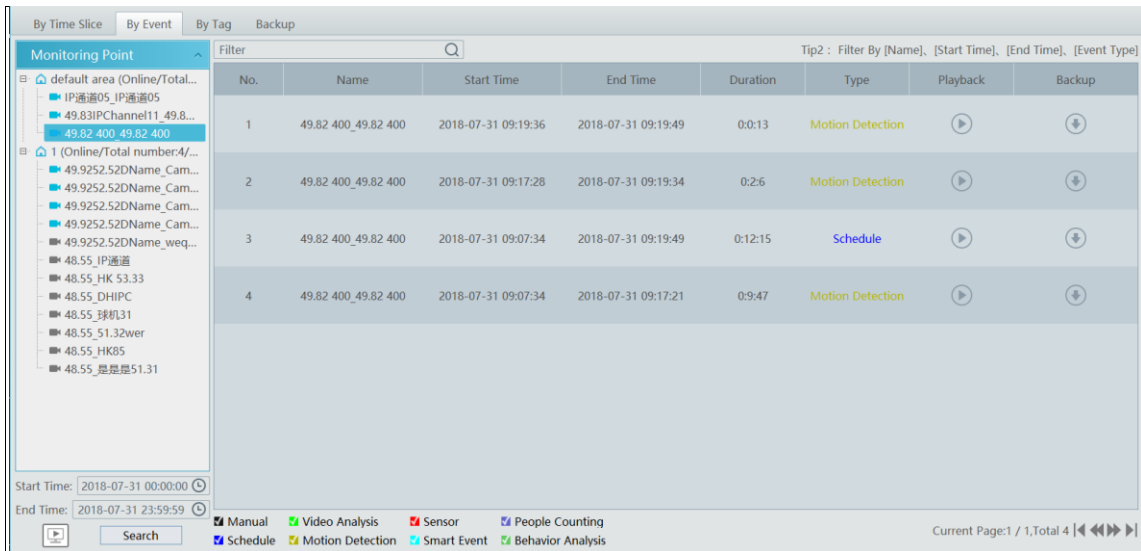 By Time Slice By Event By Tag Backup
Monitoring Point
Filter
Tip2 : Filter By [Name]、[Start Time]、[End Time]、[Event Type]
default area (Online/Total...
IP通道05_IP通道05
49.83IPChannel11_49.8...
49.82 400_49.82 400
1 (Online/Total number:4/...
49.9252.52DName_Cam...
49.9252.52DName_Cam...
49.9252.52DName_Cam...
49.9252.52DName_Cam...
49.9252.52DName_weq...
48.55_IP通道
48.55_HK 53.33
48.55_DHIPC
48.55_球机31
48.55_51.32wer
48.55_HK85
48.55_是是是51.31
No. Name Start Time End Time Duration Type Playback Backup
1 49.82 400_49.82 400 2018-07-31 09:19:36 2018-07-31 09:19:49 0:0:13 Motion Detection
2 49.82 400_49.82 400 2018-07-31 09:17:28 2018-07-31 09:19:34 0:2:6 Motion Detection
3 49.82 400_49.82 400 2018-07-31 09:07:34 2018-07-31 09:19:49 0:12:15 Schedule
4 49.82 400_49.82 400 2018-07-31 09:07:34 2018-07-31 09:17:21 0:9:47 Motion Detection
Start Time: 2018-07-31 00:00:00
End Time: 2018-07-31 23:59:59
Search
Manual Video Analysis Sensor People Counting
Schedule Motion Detection Smart Event Behavior Analysis
Current Page:1 / 1,Total 4